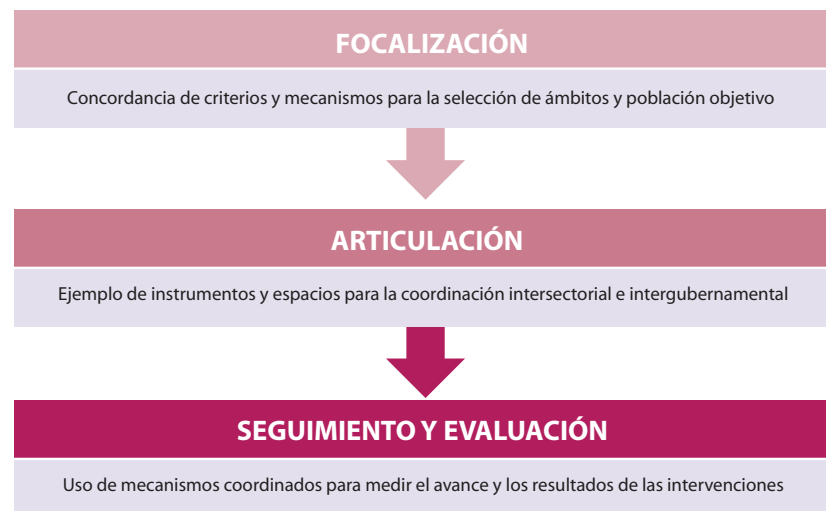 FOCALIZACIÓN
Concordancia de criterios y mecanismos para la selección de ámbitos y población objetivo
ARTICULACIÓN
Ejemplo de instrumentos y espacios para la coordinación intersectorial e intergubernamental
SEGUIMIENTO Y EVALUACIÓN
Uso de mecanismos coordinados para medir el avance y los resultados de las intervenciones